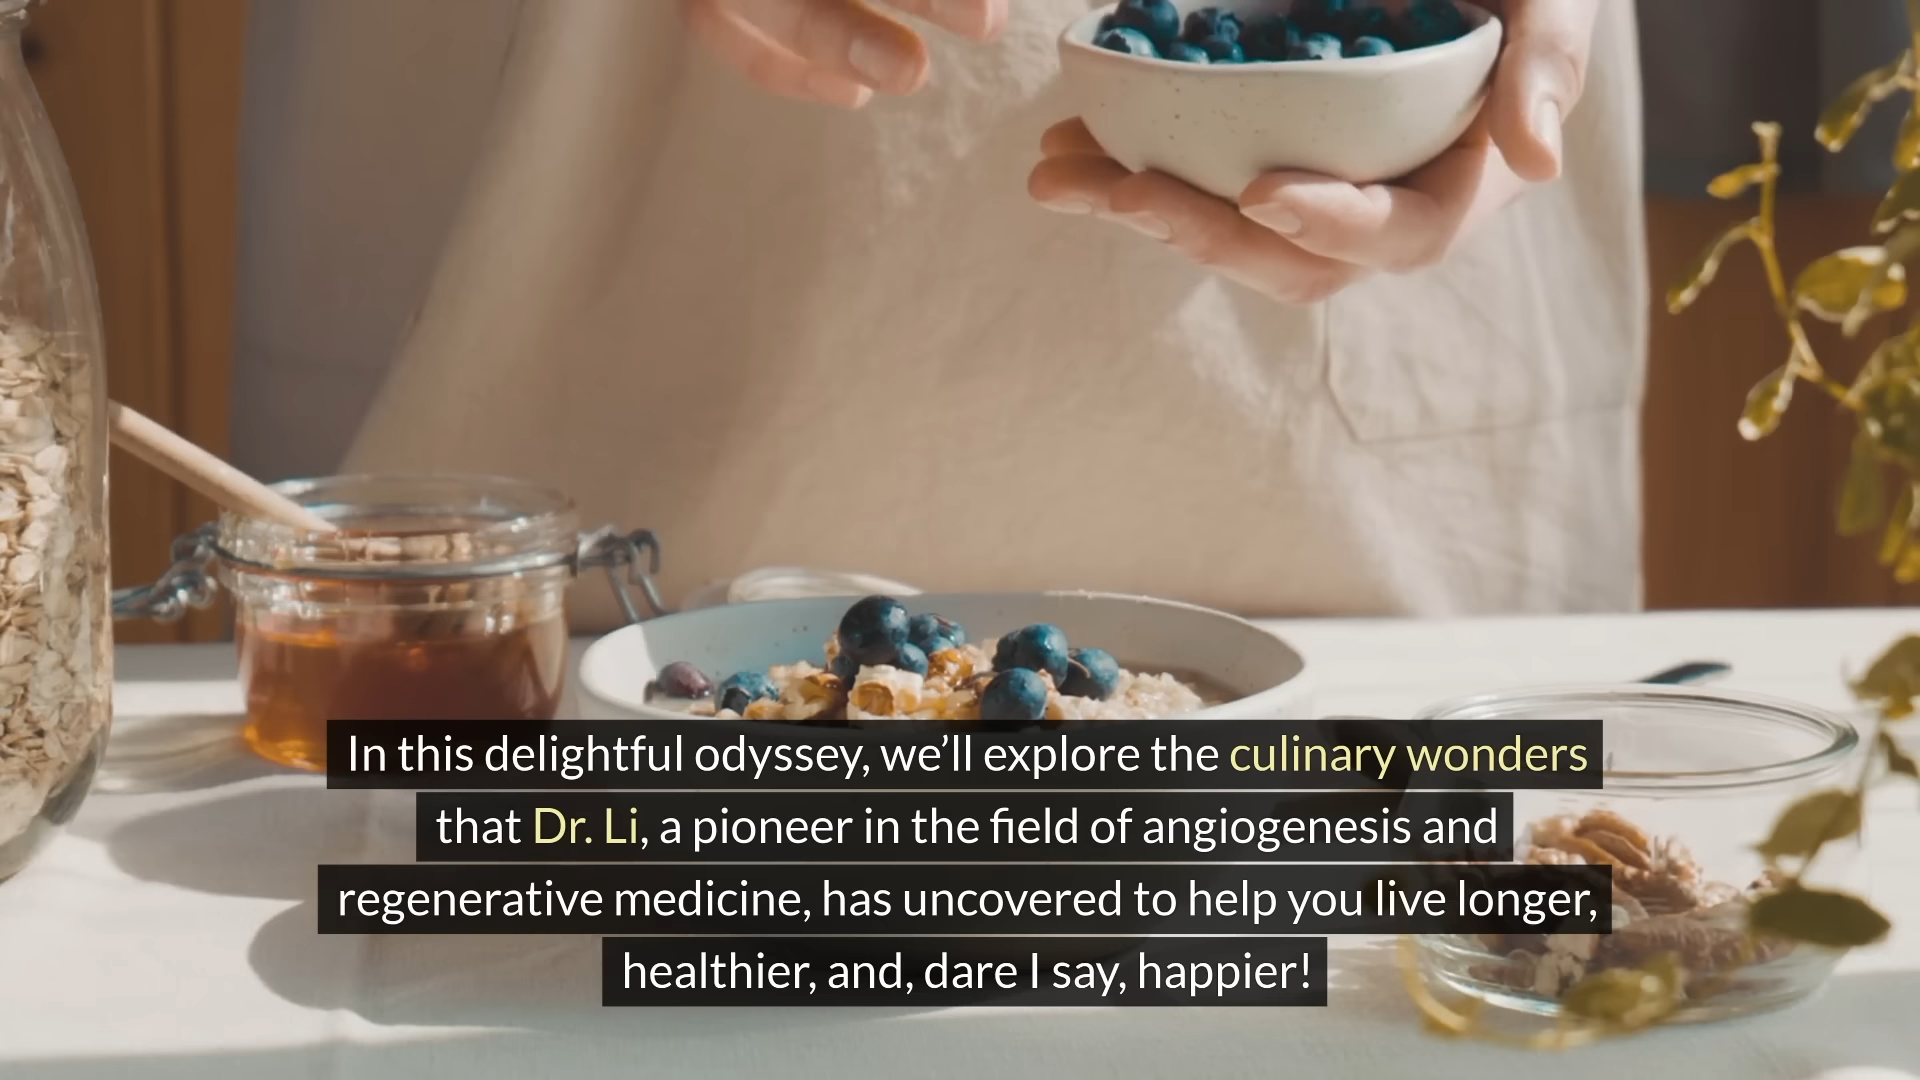 In this delightful odyssey, we’ll explore the culinary wonders
that Dr. Li, a pioneer in the field of angiogenesis and
regenerative medicine, has uncovered to help you live longer,
healthier, and, dare I say, happier!